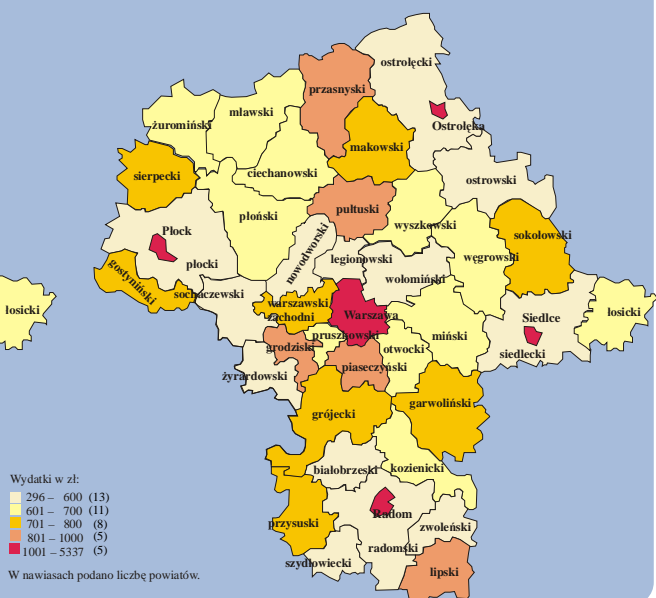 ostrołęcki
przasnyski
mławski
żuromiński
Ostrołęka
makowski
ciechanowski
sierpecki
ostrowski
pułtuski
płoński
wyszkowski
Płock
sokołowski
nowodworski
węgrowski
legionowski
płocki
gostyniński
wołomiński
sochaczewski
warszawski
zachodni
łosicki
Warszawa
Siedlce
łosicki
pruszkowski
miński
grodziski
otwocki
siedlecki
piaseczyński
żyrardowski
garwoliński
grójecki
białobrzeski
kozienicki
Radom
przysuski
zwoleński
radomski
szydłowiecki
lipski
Wydatki w zł:
296 – 600 (13)
601 – 700 (11)
701 – 800 (8)
801 – 1000 (5)
1001 – 5337 (5)
W nawiasach podano liczbę powiatów.